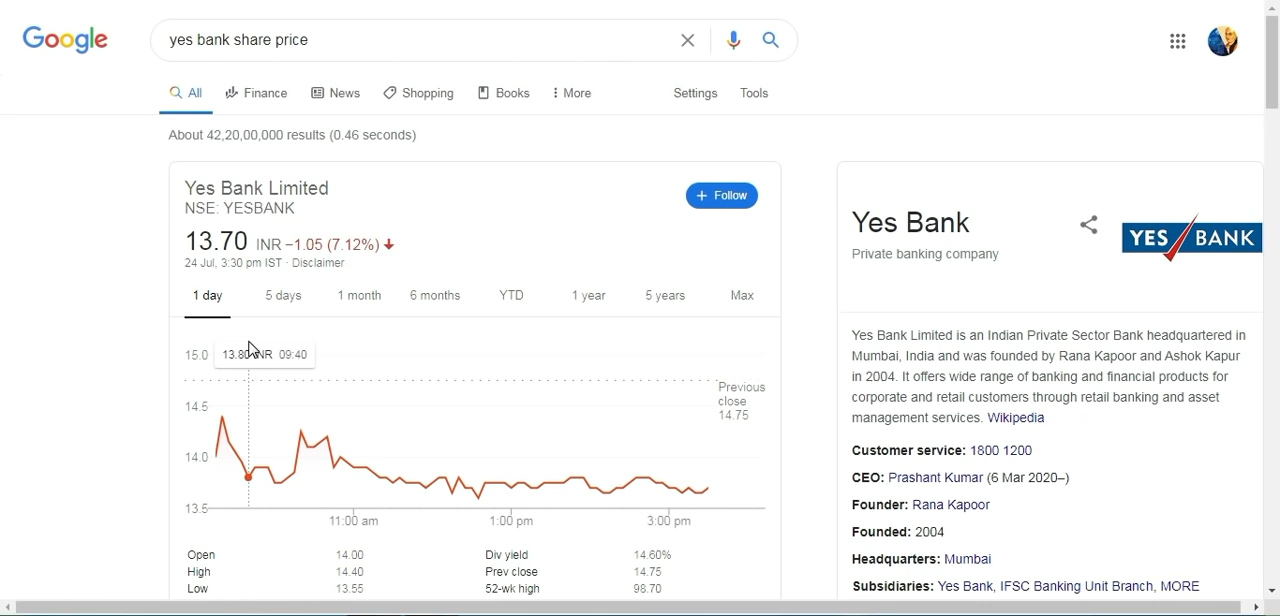 Google
yes bank share price
All Finance News Shopping Books More Settings Tools
About 42,20,00,000 results (0.46 seconds)
Yes Bank Limited
NSE: YESBANK
+ Follow
13.70 INR −1.05 (7.12%)
24 Jul, 3:30 pm IST · Disclaimer
1 day 5 days 1 month 6 months YTD 1 year 5 years Max
15.0
13.80 INR 09:40
Previous
close
14.75
14.5
14.0
13.5
11:00 am 1:00 pm 3:00 pm
Open 14.00 Div yield 14.60%
High 14.40 Prev close 14.75
Low 13.55 52-wk high 98.70
Yes Bank
Private banking company
YES BANK
Yes Bank Limited is an Indian Private Sector Bank headquartered in
Mumbai, India and was founded by Rana Kapoor and Ashok Kapur
in 2004. It offers wide range of banking and financial products for
corporate and retail customers through retail banking and asset
management services. Wikipedia
Customer service: 1800 1200
CEO: Prashant Kumar (6 Mar 2020–)
Founder: Rana Kapoor
Founded: 2004
Headquarters: Mumbai
Subsidiaries: Yes Bank, IFSC Banking Unit Branch, MORE